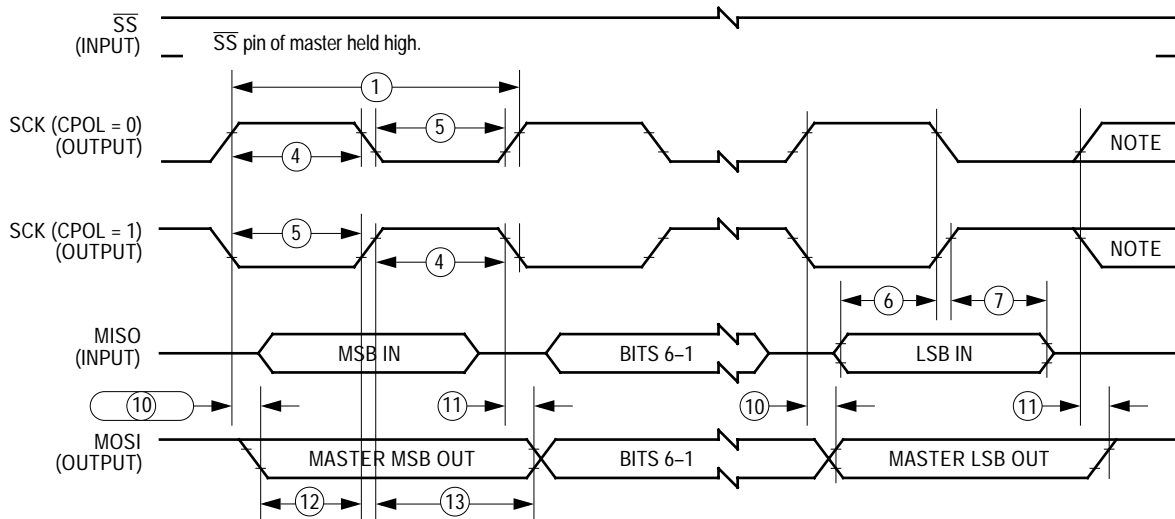 SS
(INPUT)
SS pin of master held high.
1
SCK (CPOL = 0)
(OUTPUT)
5
4
NOTE
SCK (CPOL = 1)
(OUTPUT)
5
4
NOTE
6
7
MISO
(INPUT)
MSB IN
BITS 6–1
LSB IN
10
11
10
11
MOSI
(OUTPUT)
MASTER MSB OUT
BITS 6–1
MASTER LSB OUT
12
13